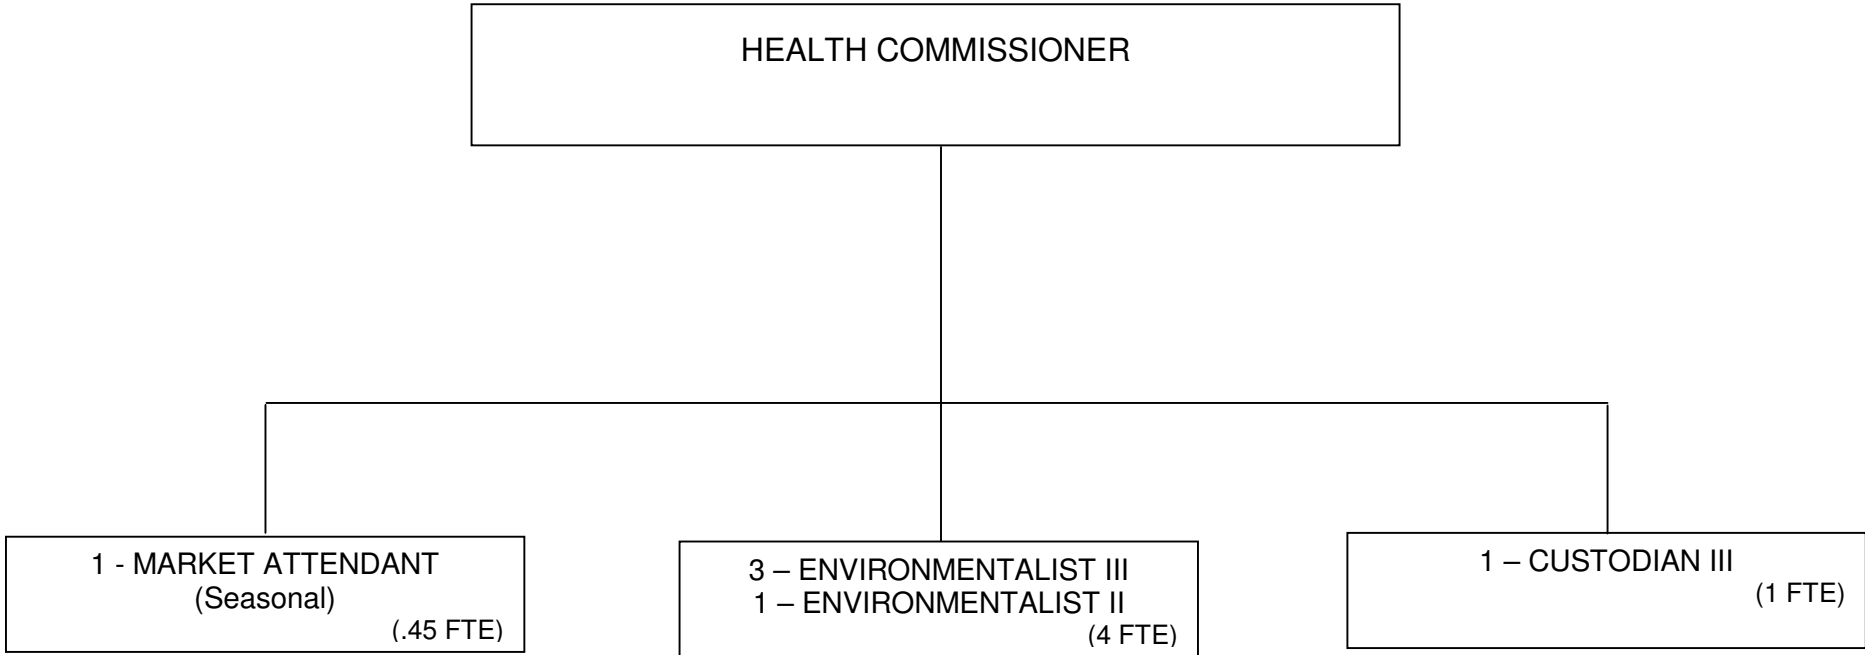 HEALTH COMMISSIONER
1 - MARKET ATTENDANT
(Seasonal)
(.45 FTE)
3 – ENVIRONMENTALIST III
1 – ENVIRONMENTALIST II
(4 FTE)
1 – CUSTODIAN III
(1 FTE)